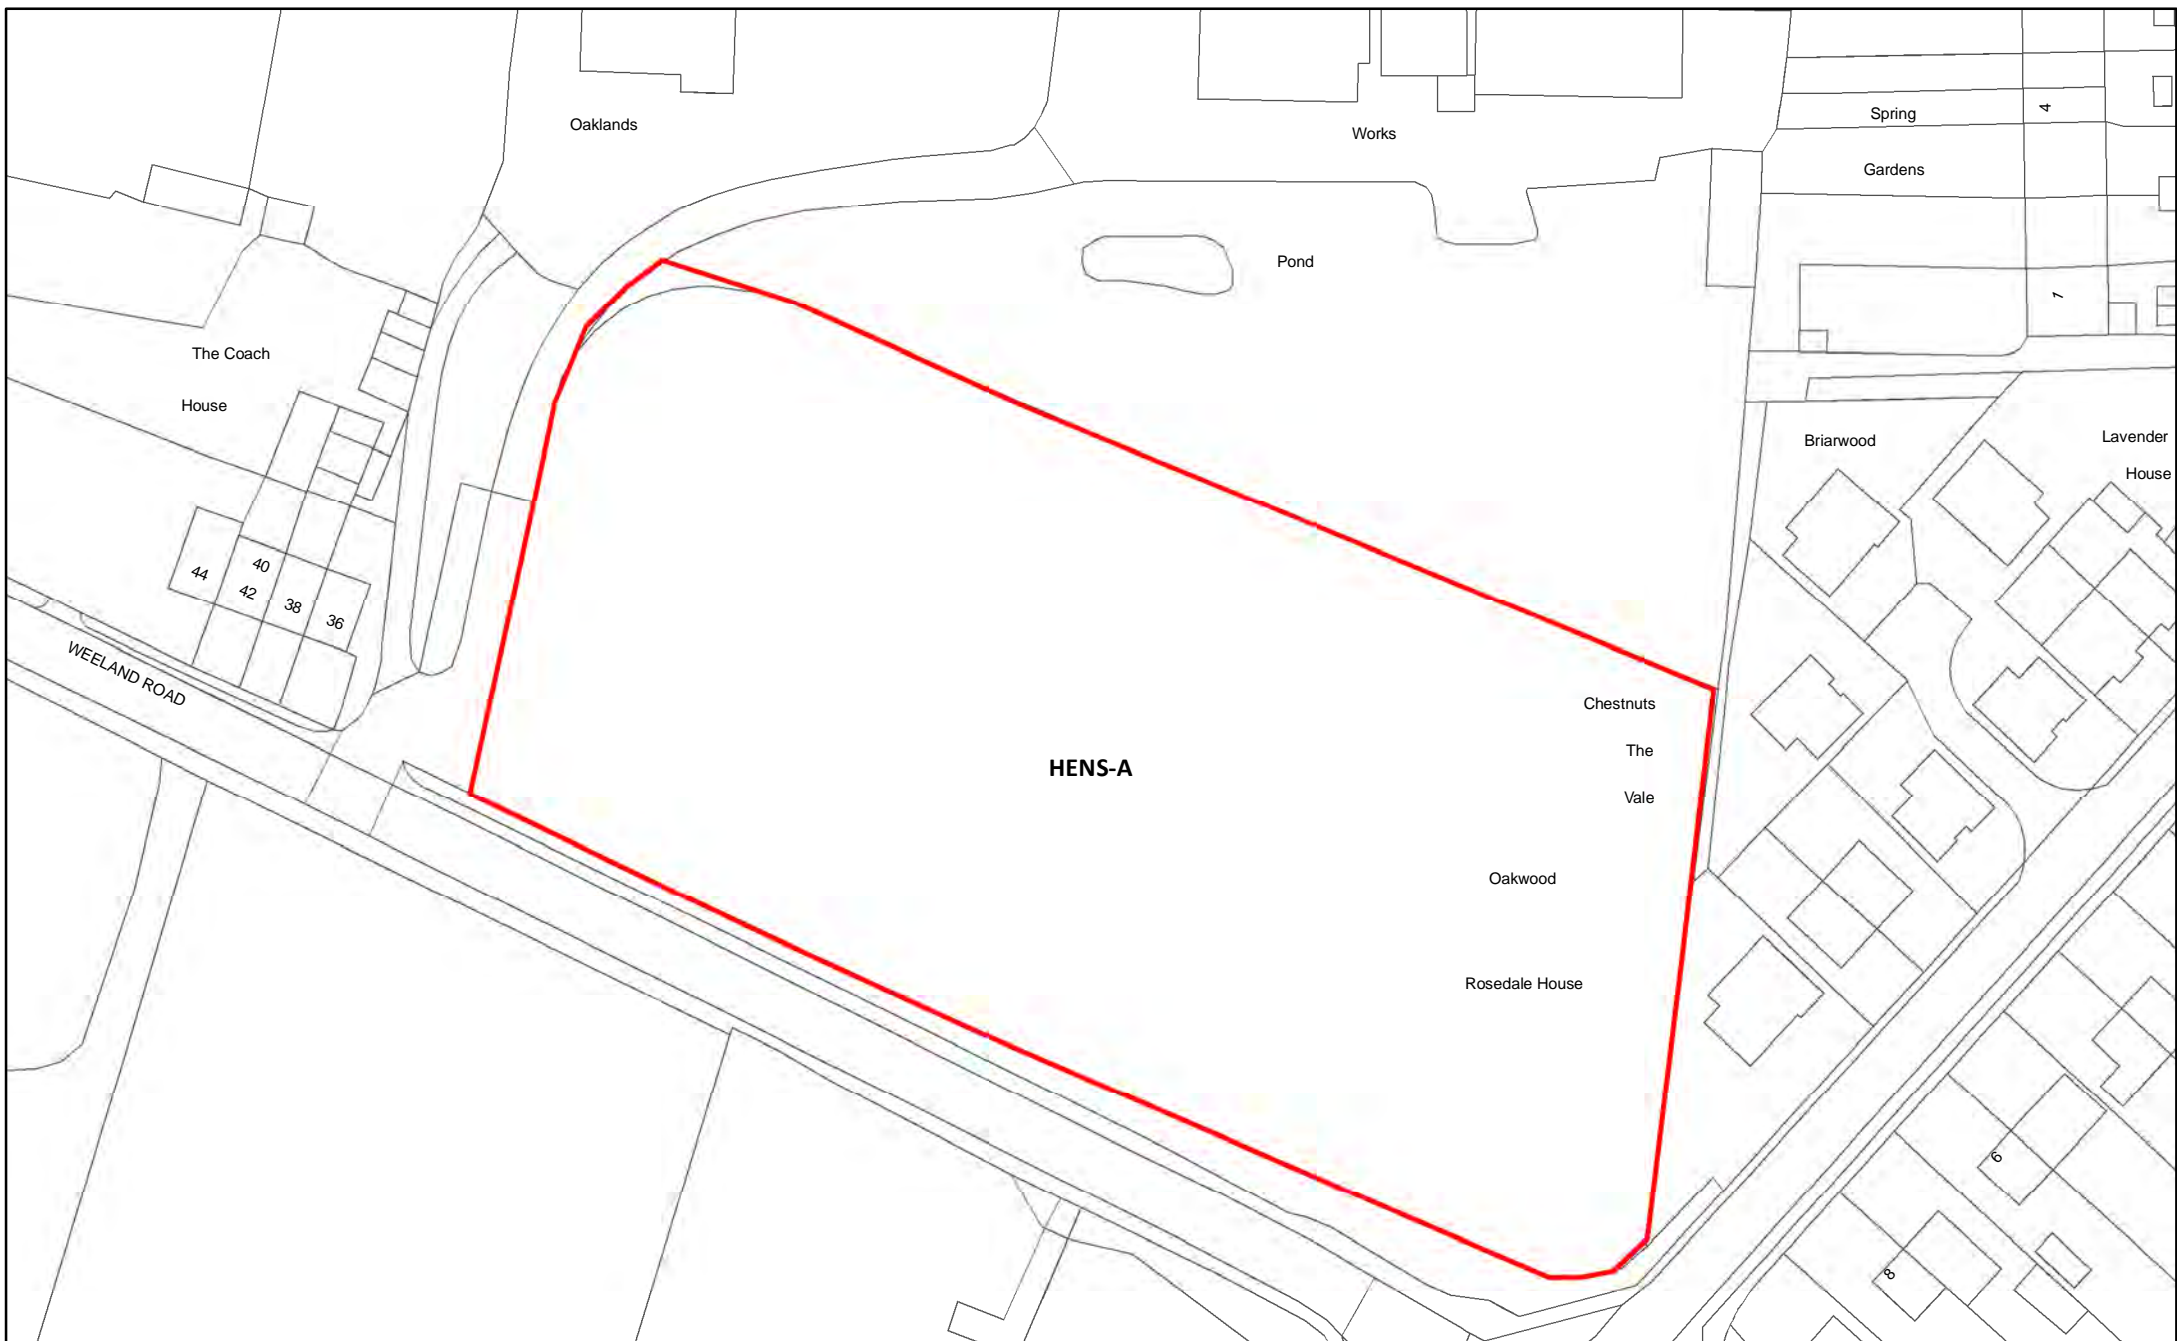 Oaklands
Works
Spring
4
Gardens
Pond
1
The Coach
House
Briarwood
Lavender
House
44
40
42
38
36
WEELAND ROAD
Chestnuts
The
Vale
HENS-A
Oakwood
Rosedale House
6
8